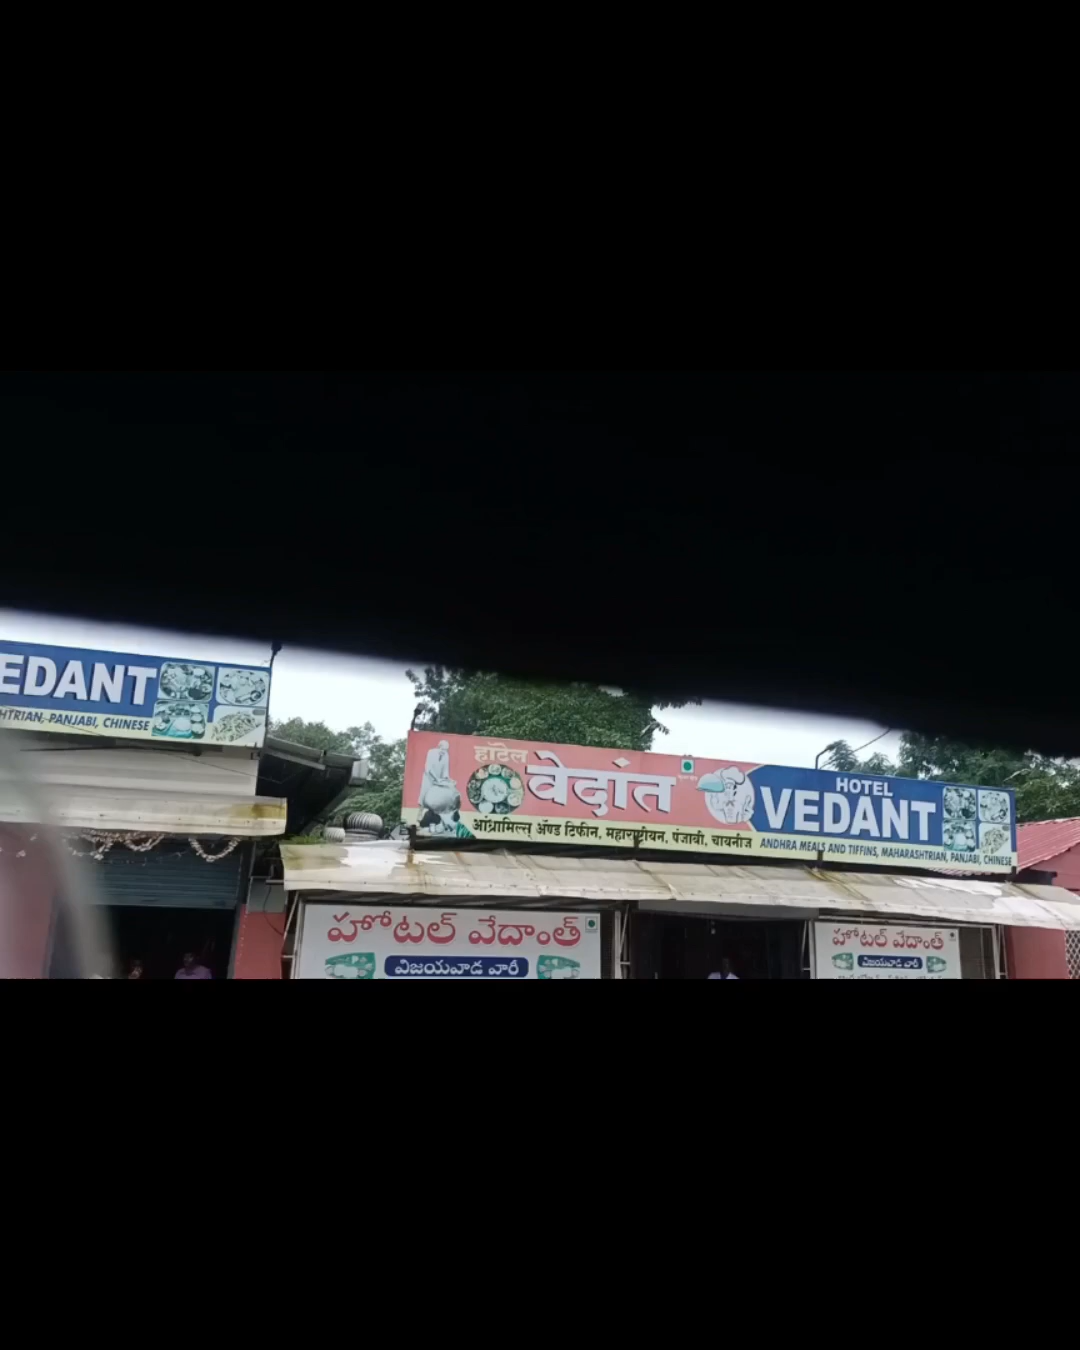 EDANT
HTRIAN, PANJABI, CHINESE
हॉटेल
वेदांत
आंध्रामिल्स अॅण्ड टिफीन, महाराष्ट्रीयन, पंजाबी, चायनीज
HOTEL
VEDANT
ANDHRA MEALS AND TIFFINS, MAHARASHTRIAN, PANJABI, CHINESE
హోటల్ వేదాంత్
విజయవాడ వారి
హోటల్ వేదాంత్
విజయవాడ వారి